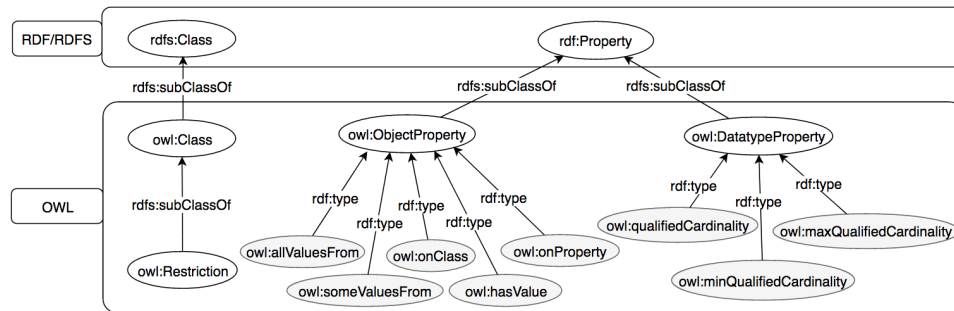 RDF/RDFS
rdfs:Class
rdf:Property
rdfs:subClassOf
rdfs:subClassOf
rdfs:subClassOf
owl:Class
owl:ObjectProperty
owl:DatatypeProperty
OWL
rdfs:subClassOf
rdf:type
rdf:type
rdf:type
rdf:type
rdf:type
rdf:type
rdf:type
rdf:type
owl:allValuesFrom
owl:onClass
owl:onProperty
owl:qualifiedCardinality
owl:maxQualifiedCardinality
owl:Restriction
owl:someValuesFrom
owl:hasValue
owl:minQualifiedCardinality